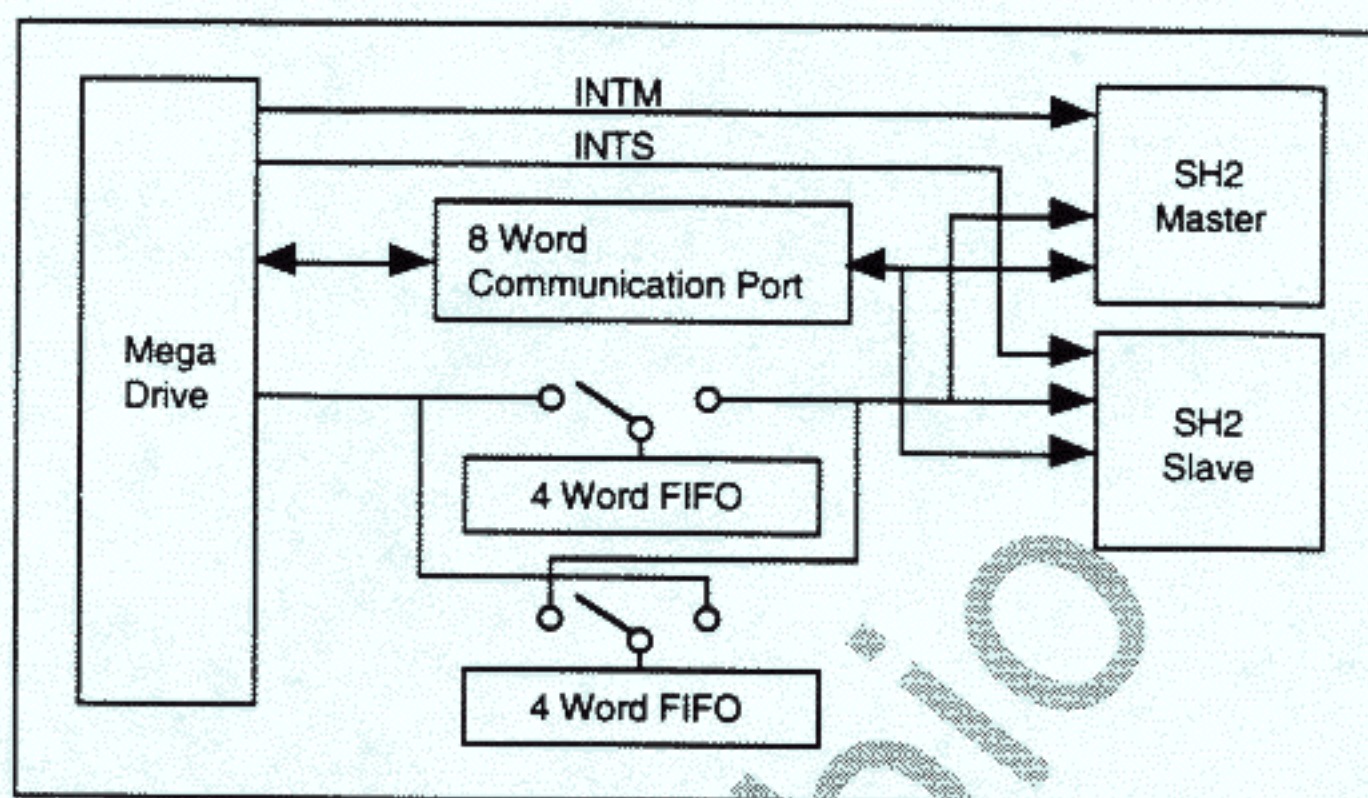 INTM
INTS
SH2
Master
8 Word
Communication Port
Mega
Drive
SH2
Slave
4 Word FIFO
4 Word FIFO